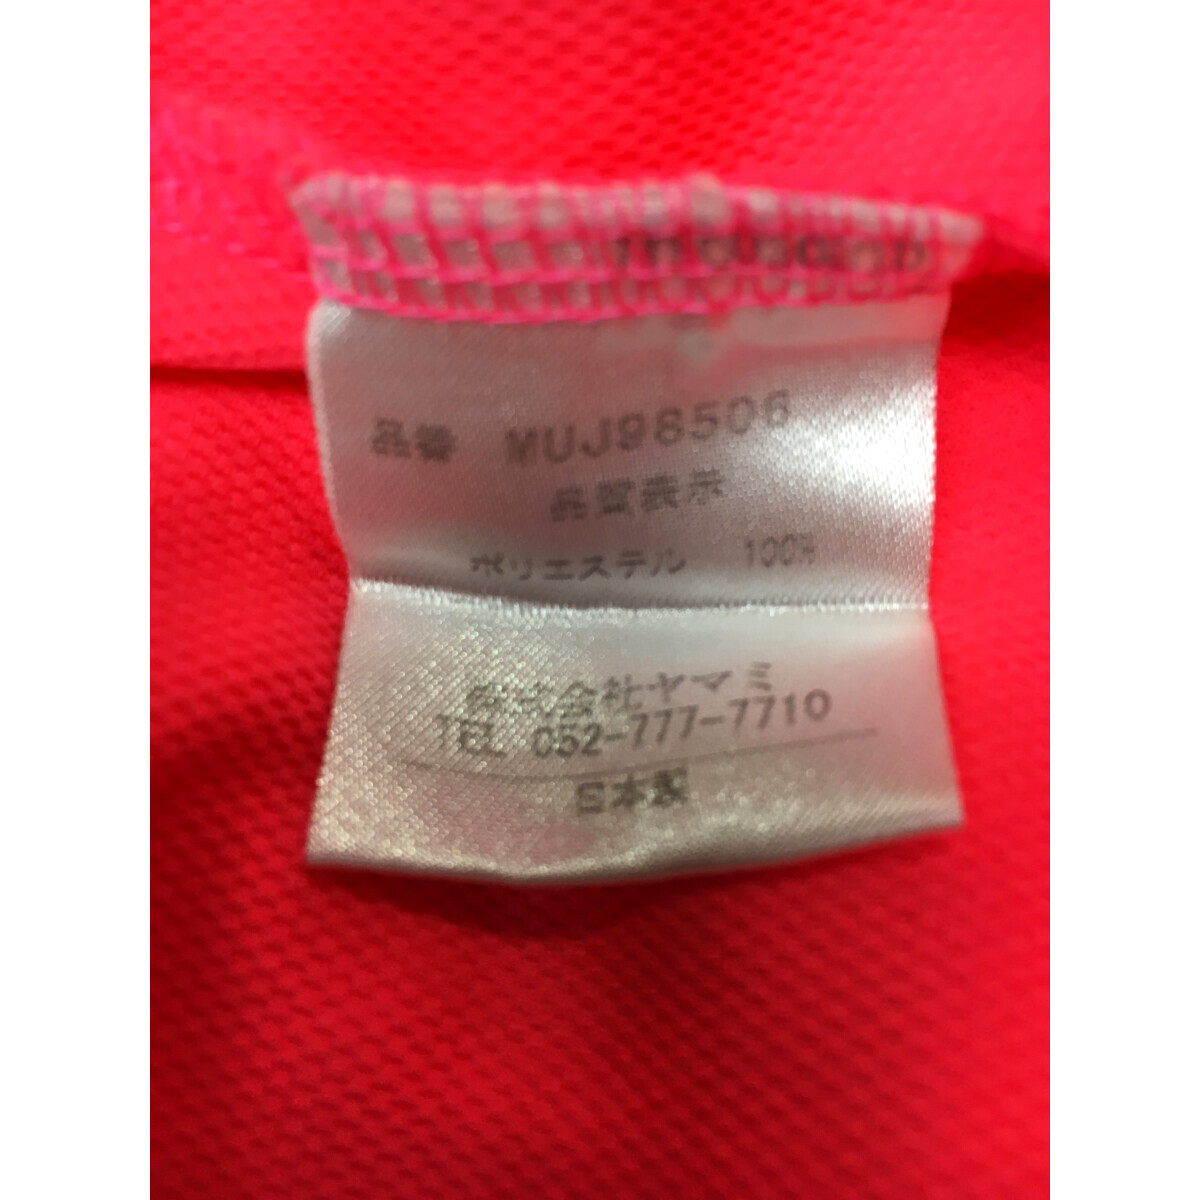 品番 MUJ98506
品質表示
ポリエステル 100%
株式会社ヤマミ
TEL 052-777-7710
日本製